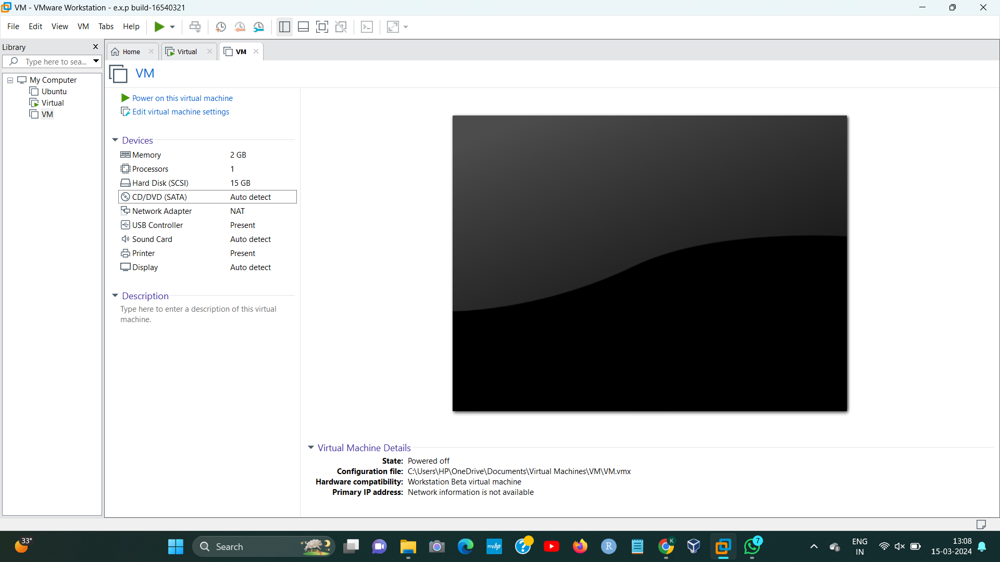 VM - VMware Workstation - e.x.p build-16540321
File Edit View VM Tabs Help
Library
Type here to sea...
My Computer
Ubuntu
Virtual
VM
Home Virtual VM
VM
Power on this virtual machine
Edit virtual machine settings
Devices
Memory 2 GB
Processors 1
Hard Disk (SCSI) 15 GB
CD/DVD (SATA) Auto detect
Network Adapter NAT
USB Controller Present
Sound Card Auto detect
Printer Present
Display Auto detect
Description
Type here to enter a description of this virtual
machine.
Virtual Machine Details
State: Powered off
Configuration file: C:\Users\HP\OneDrive\Documents\Virtual Machines\VM\VM.vmx
Hardware compatibility: Workstation Beta virtual machine
Primary IP address: Network information is not available
33°
Search
myhp
?
R
K
7
ENG
IN
13:08
15-03-2024